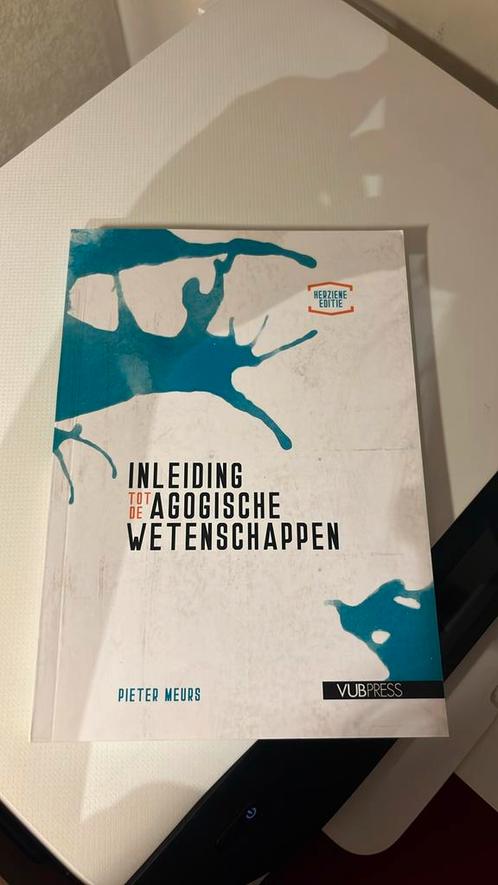 HERZIENE
EDITIE
INLEIDING
TOT DE AGOGISCHE
WETENSCHAPPEN
PIETER MEURS
VUBPRESS